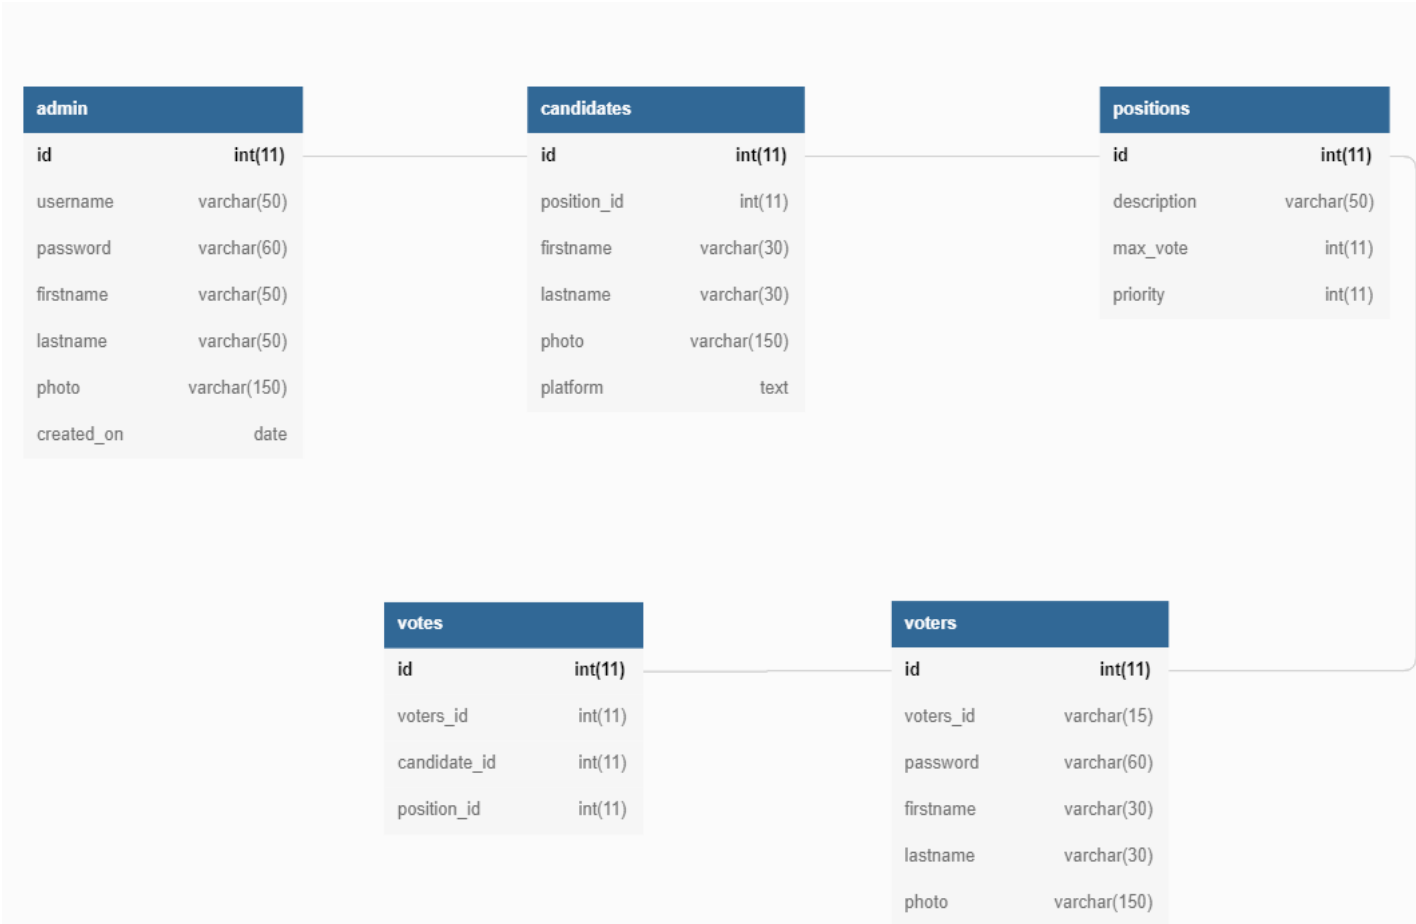 admin
id int(11)
username varchar(50)
password varchar(60)
firstname varchar(50)
lastname varchar(50)
photo varchar(150)
created_on date
candidates
id int(11)
position_id int(11)
firstname varchar(30)
lastname varchar(30)
photo varchar(150)
platform text
positions
id int(11)
description varchar(50)
max_vote int(11)
priority int(11)
votes
id int(11)
voters_id int(11)
candidate_id int(11)
position_id int(11)
voters
id int(11)
voters_id varchar(15)
password varchar(60)
firstname varchar(30)
lastname varchar(30)
photo varchar(150)